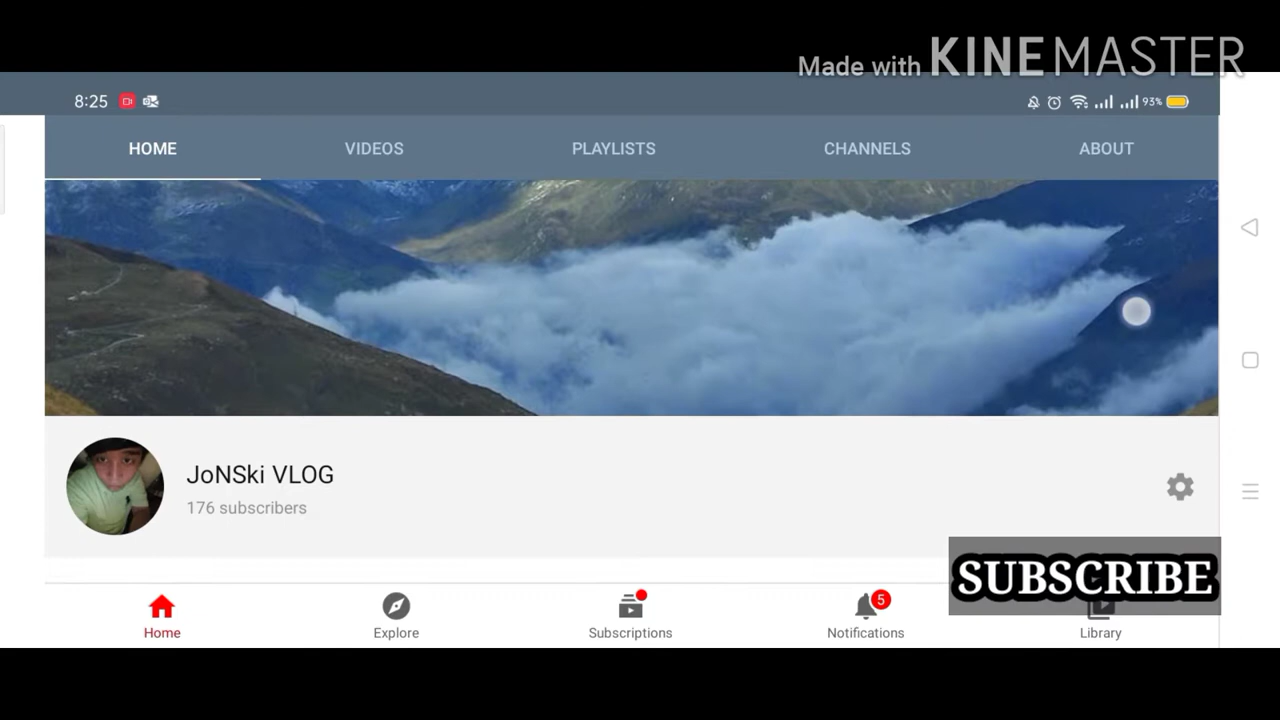 Made with KINEMASTER
8:25
93%
HOME VIDEOS PLAYLISTS CHANNELS ABOUT
JoNSki VLOG
176 subscribers
SUBSCRIBE
5
Home Explore Subscriptions Notifications Library